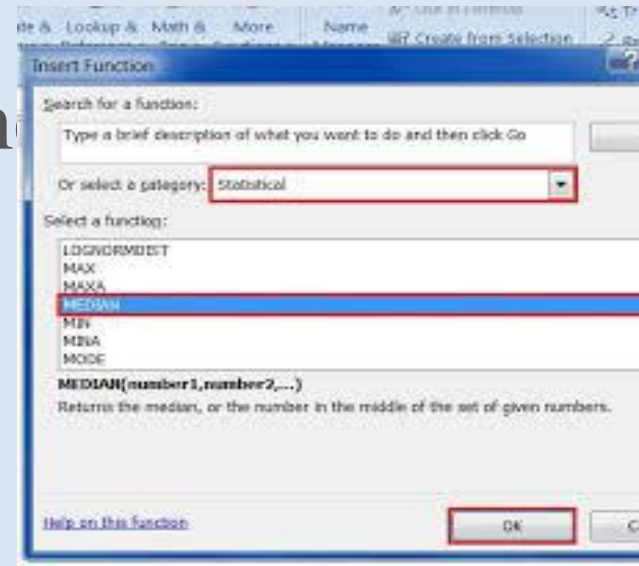 Lookup & Math & More Name
Create from Selection
Insert Function
Search for a function:
Type a brief description of what you want to do and then click Go
Or select a category: Statistical
Select a function:
LOGNORMDIST
MAX
MAXA
MEDIAN
MIN
MINA
MODE
MEDIAN(number1,number2,...)
Returns the median, or the number in the middle of the set of given numbers.
Help on this function
OK